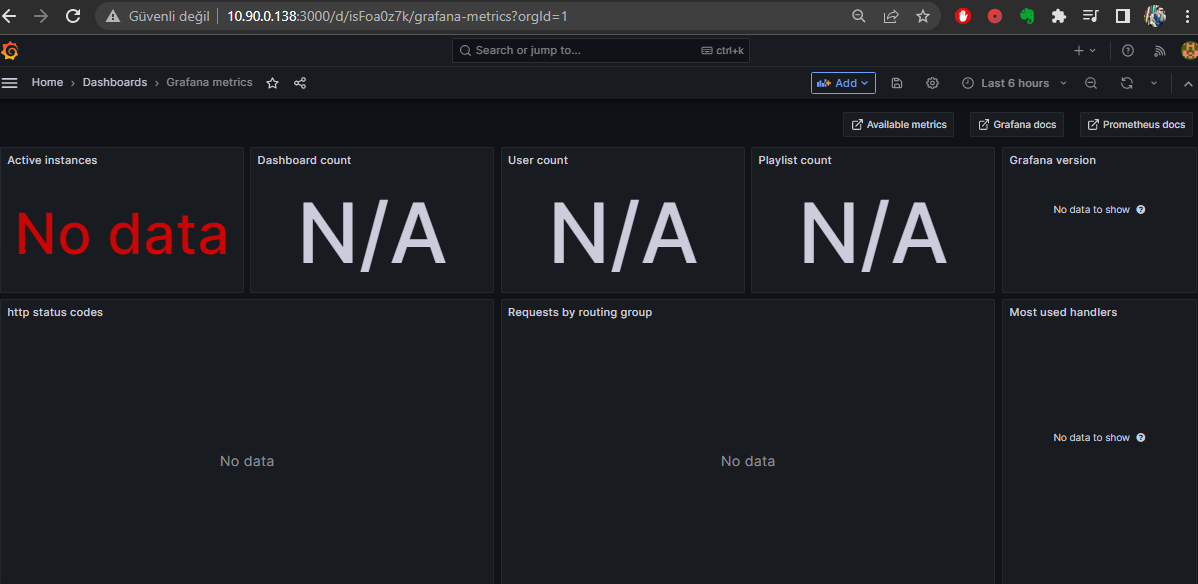 Güvenli değil
10.90.0.138:3000/d/isFoa0z7k/grafana-metrics?orgId=1
Search or jump to...
ctrl+k
Home › Dashboards › Grafana metrics
Add
Last 6 hours
Available metrics
Grafana docs
Prometheus docs
Active instances
No data
Dashboard count
N/A
User count
N/A
Playlist count
N/A
Grafana version
No data to show
http status codes
No data
Requests by routing group
No data
Most used handlers
No data to show